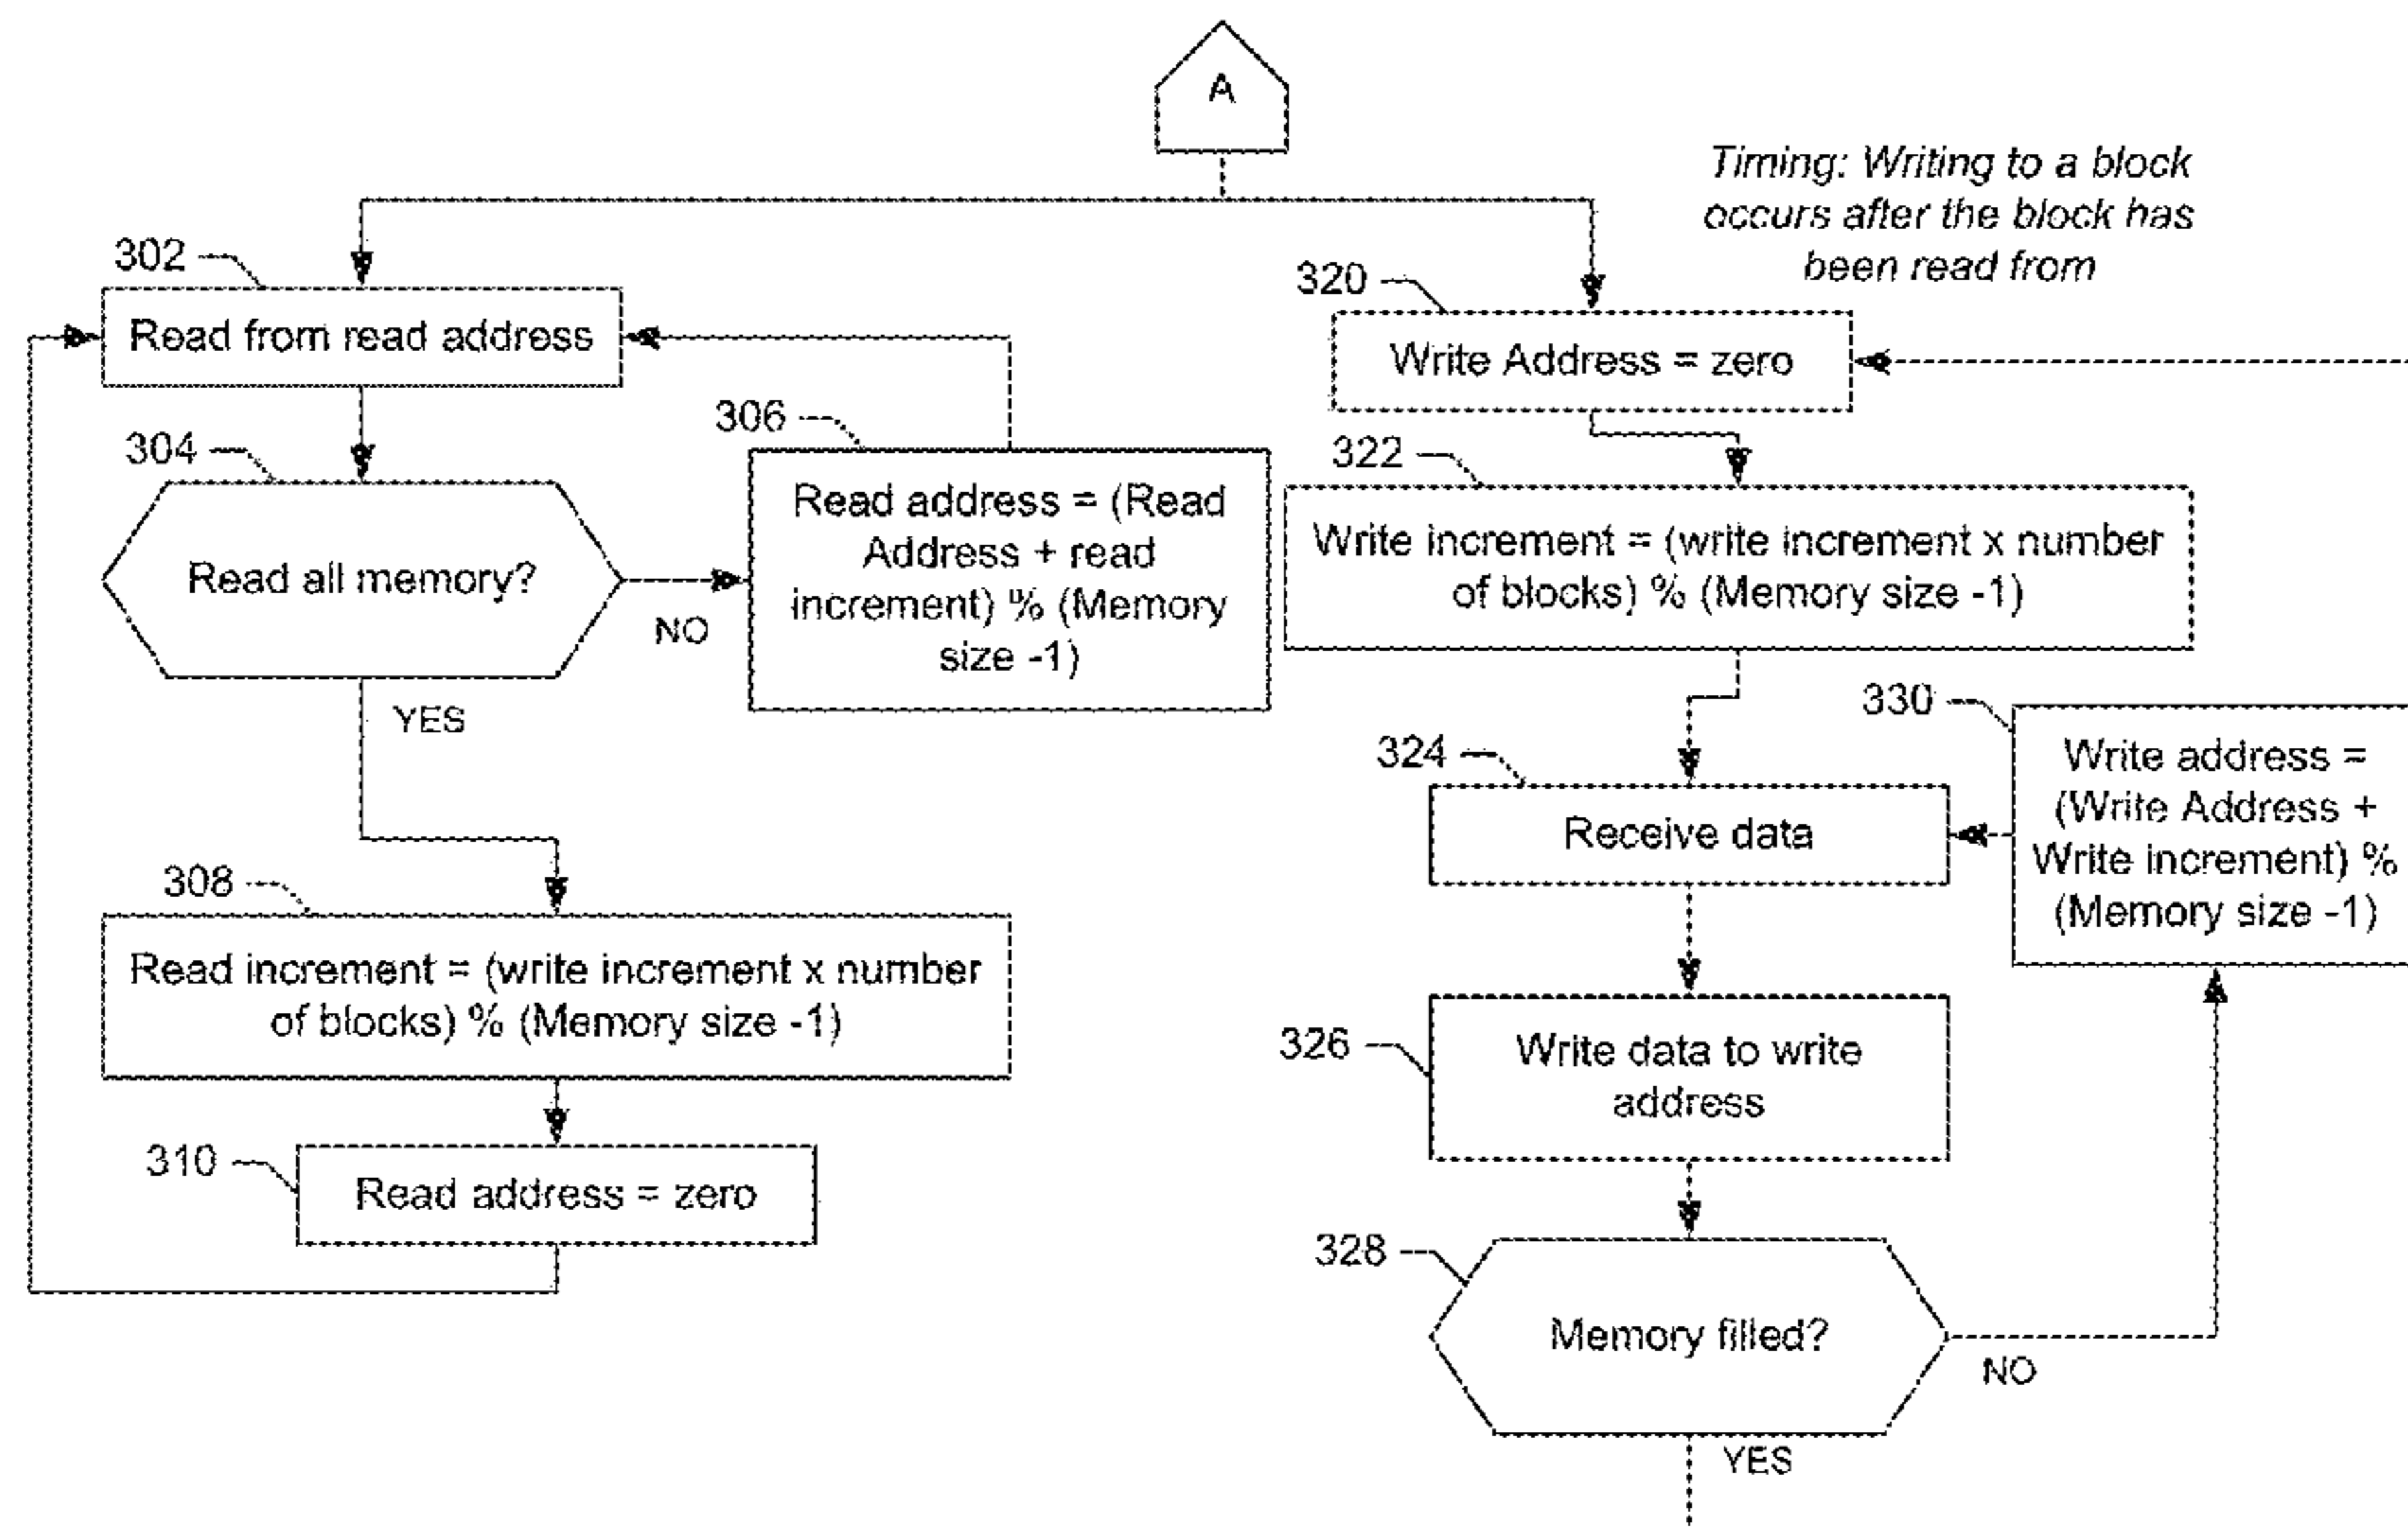 A
Timing: Writing to a block
occurs after the block has
been read from
302
Read from read address
304
Read all memory?
NO
YES
306
Read address = (Read
Address + read
increment) % (Memory
size -1)
308
Read increment = (write increment x number
of blocks) % (Memory size -1)
310
Read address = zero
320
Write Address = zero
322
Write increment = (write increment x number
of blocks) % (Memory size -1)
324
Receive data
330
Write address =
(Write Address +
Write increment) %
(Memory size -1)
326
Write data to write
address
328
Memory filled?
NO
YES